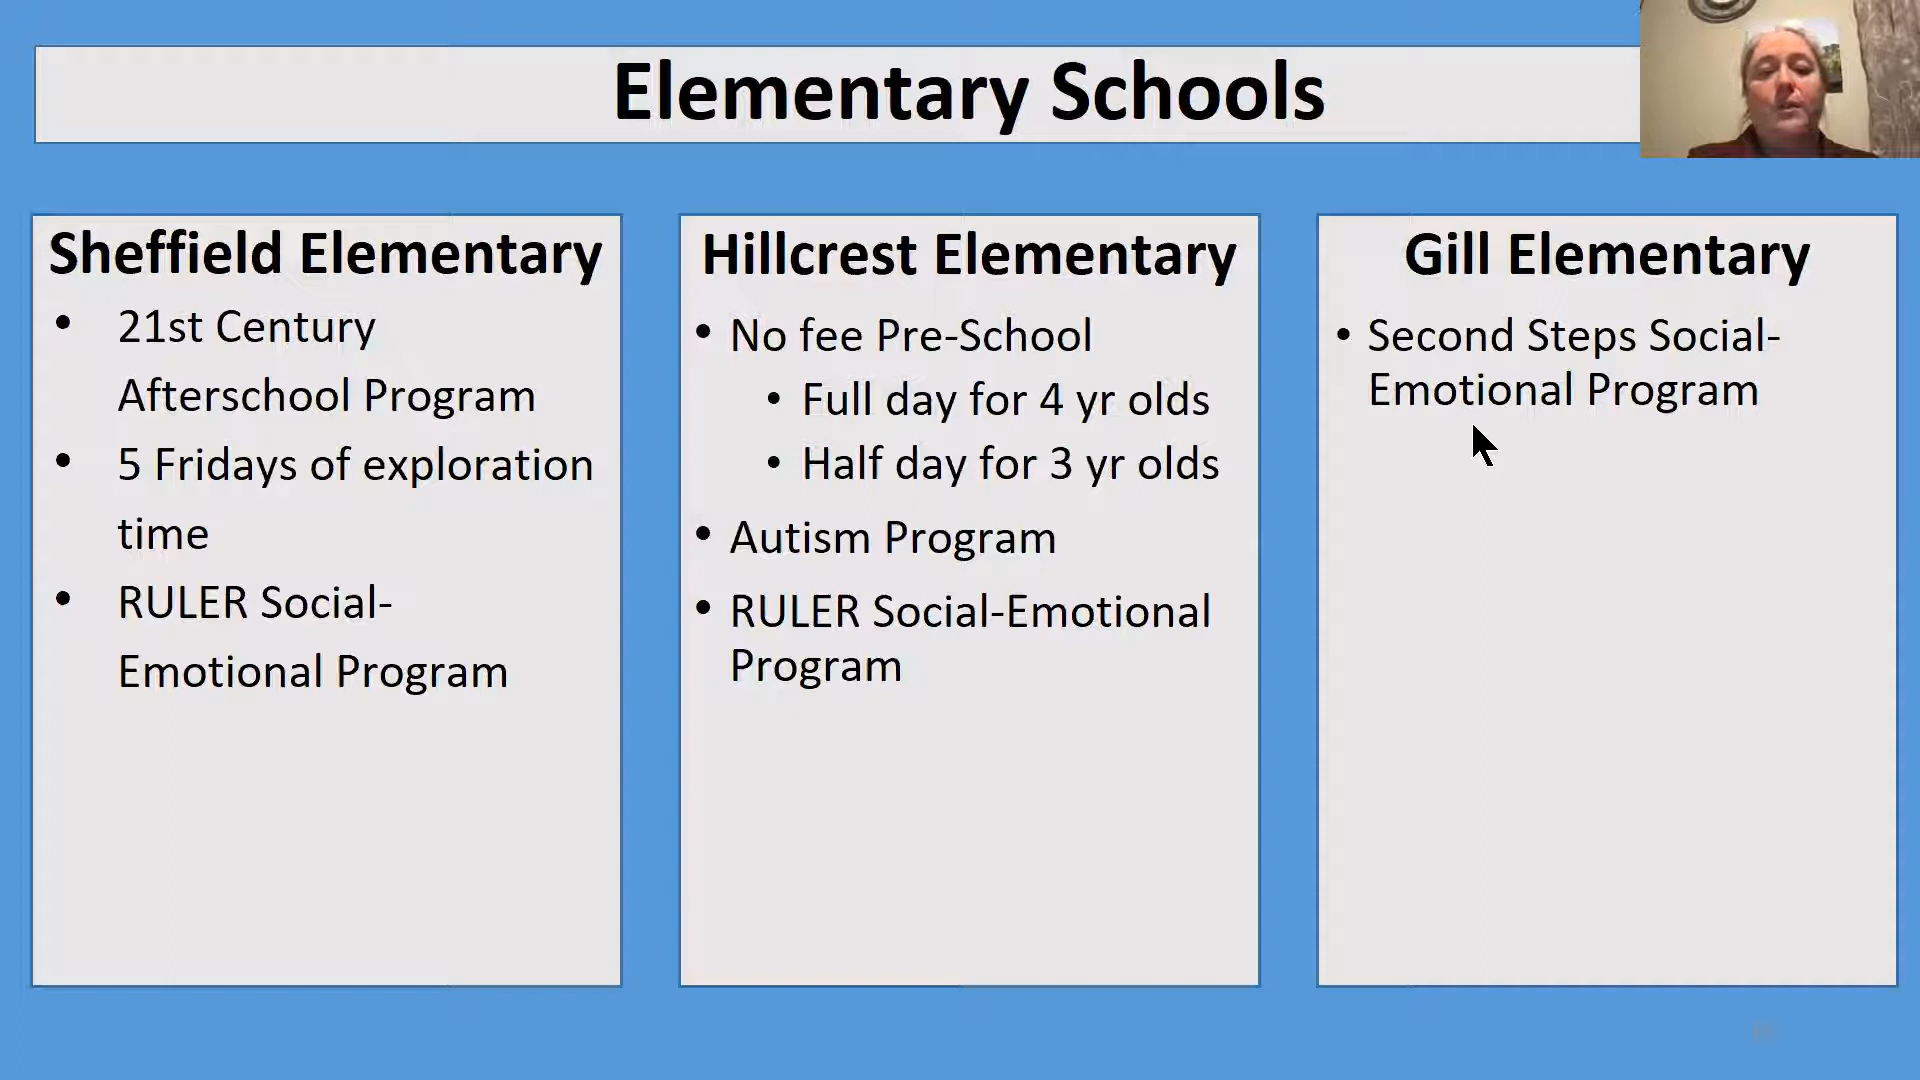 Elementary Schools
Sheffield Elementary
• 21st Century
Afterschool Program
• 5 Fridays of exploration
time
• RULER Social-
Emotional Program
Hillcrest Elementary
• No fee Pre-School
• Full day for 4 yr olds
• Half day for 3 yr olds
• Autism Program
• RULER Social-Emotional
Program
Gill Elementary
• Second Steps Social-
Emotional Program